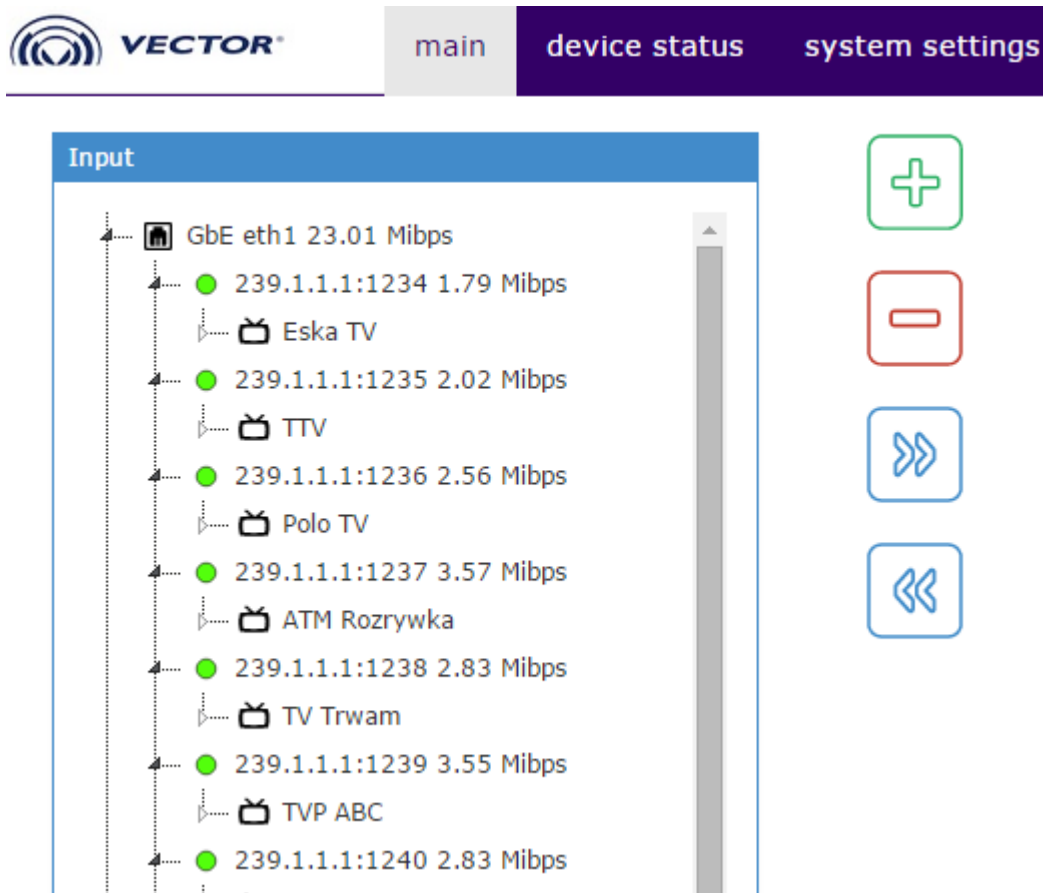 VECTOR®
main
device status
system settings
Input
GbE eth1 23.01 Mibps
239.1.1.1:1234 1.79 Mibps
Eska TV
239.1.1.1:1235 2.02 Mibps
TTV
239.1.1.1:1236 2.56 Mibps
Polo TV
239.1.1.1:1237 3.57 Mibps
ATM Rozrywka
239.1.1.1:1238 2.83 Mibps
TV Trwam
239.1.1.1:1239 3.55 Mibps
TVP ABC
239.1.1.1:1240 2.83 Mibps